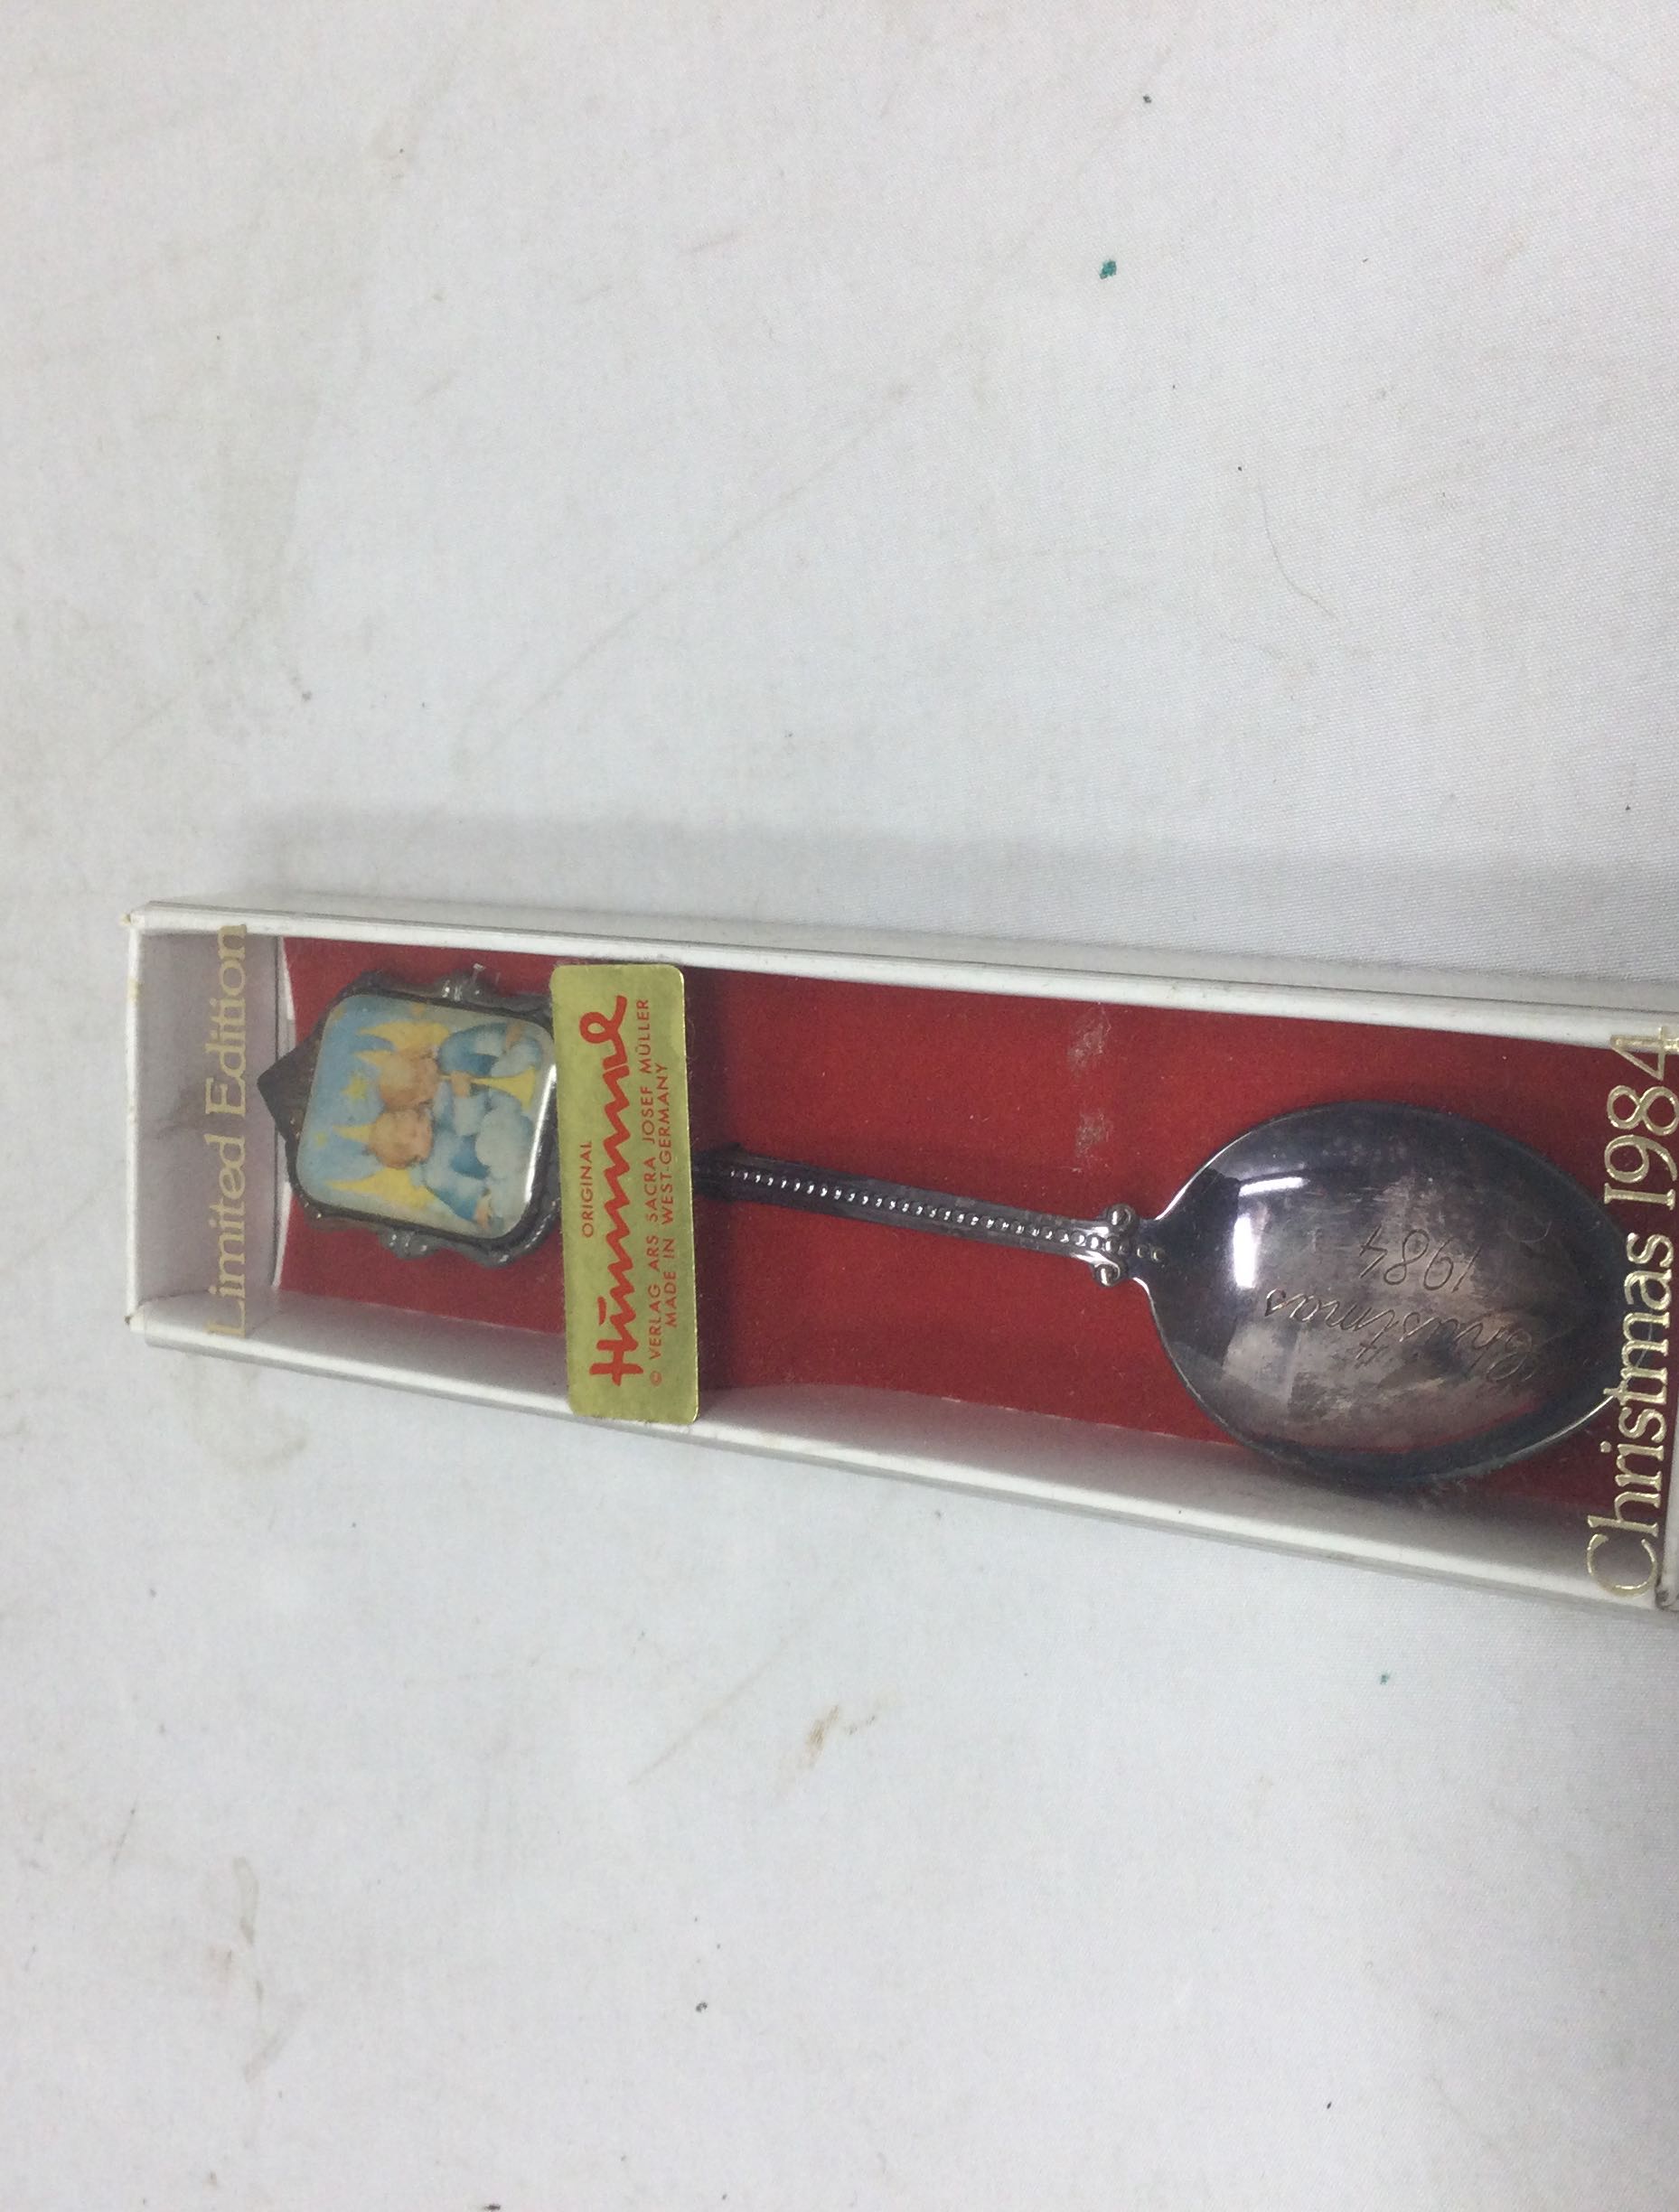 Limited Edition
ORIGINAL
Hummel
© VERLAG ARS SACRA JOSEF MÜLLER
MADE IN WEST-GERMANY
Christmas
1984
Christmas 1984